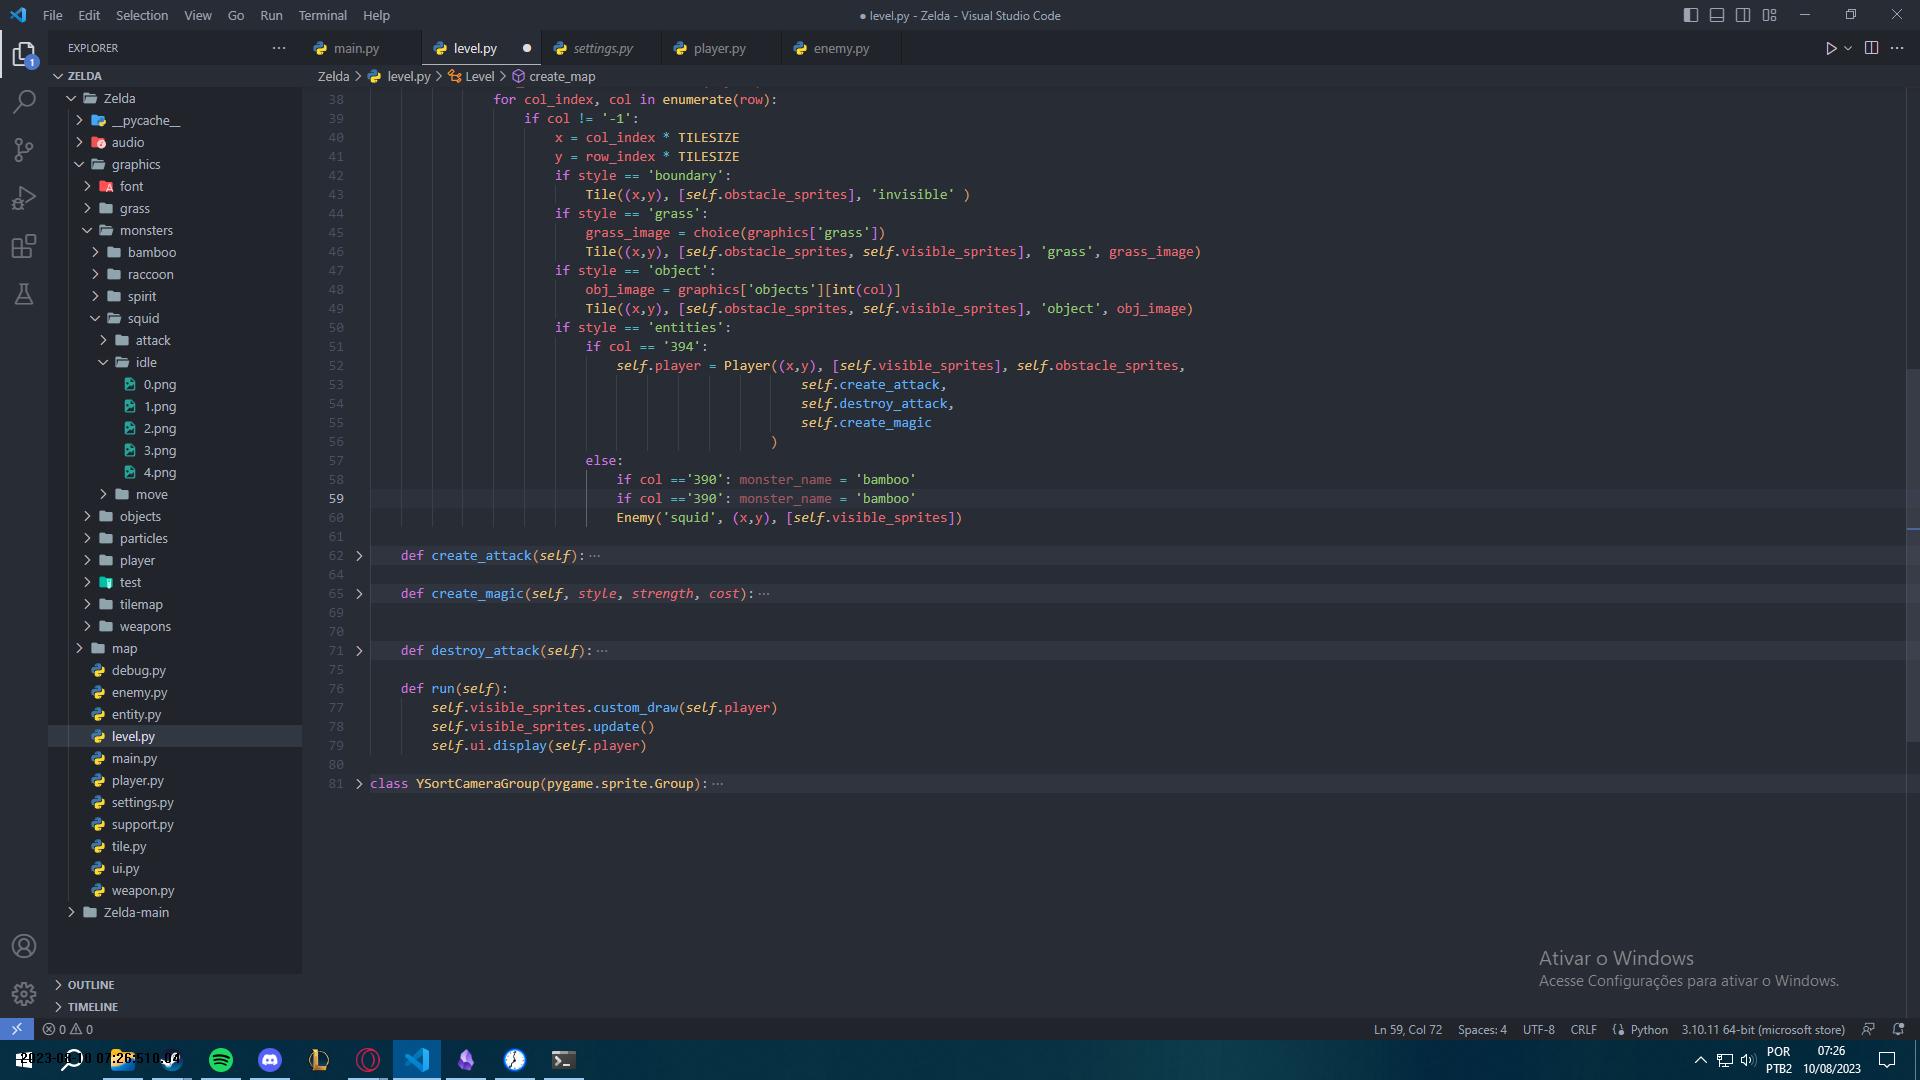 File Edit Selection View Go Run Terminal Help
● level.py - Zelda - Visual Studio Code
EXPLORER
main.py
level.py
settings.py
player.py
enemy.py
1
ZELDA
Zelda > level.py > Level > create_map
Zelda
__pycache__
audio
graphics
font
grass
monsters
bamboo
raccoon
spirit
squid
attack
idle
0.png
1.png
2.png
3.png
4.png
move
objects
particles
player
test
tilemap
weapons
map
debug.py
enemy.py
entity.py
level.py
main.py
player.py
settings.py
support.py
tile.py
ui.py
weapon.py
Zelda-main
OUTLINE
TIMELINE
38 for col_index, col in enumerate(row):
39 if col != '-1':
40 x = col_index * TILESIZE
41 y = row_index * TILESIZE
42 if style == 'boundary':
43 Tile((x,y), [self.obstacle_sprites], 'invisible' )
44 if style == 'grass':
45 grass_image = choice(graphics['grass'])
46 Tile((x,y), [self.obstacle_sprites, self.visible_sprites], 'grass', grass_image)
47 if style == 'object':
48 obj_image = graphics['objects'][int(col)]
49 Tile((x,y), [self.obstacle_sprites, self.visible_sprites], 'object', obj_image)
50 if style == 'entities':
51 if col == '394':
52 self.player = Player((x,y), [self.visible_sprites], self.obstacle_sprites,
53 self.create_attack,
54 self.destroy_attack,
55 self.create_magic
56 )
57 else:
58 if col =='390': monster_name = 'bamboo'
59 if col =='390': monster_name = 'bamboo'
60 Enemy('squid', (x,y), [self.visible_sprites])
61
62 def create_attack(self): ···
64
65 def create_magic(self, style, strength, cost): ···
69
70
71 def destroy_attack(self): ···
75
76 def run(self):
77 self.visible_sprites.custom_draw(self.player)
78 self.visible_sprites.update()
79 self.ui.display(self.player)
80
81 class YSortCameraGroup(pygame.sprite.Group): ···
Ativar o Windows
Acesse Configurações para ativar o Windows.
0 0
Ln 59, Col 72 Spaces: 4 UTF-8 CRLF Python 3.10.11 64-bit (microsoft store)
POR
PTB2
07:26
10/08/2023